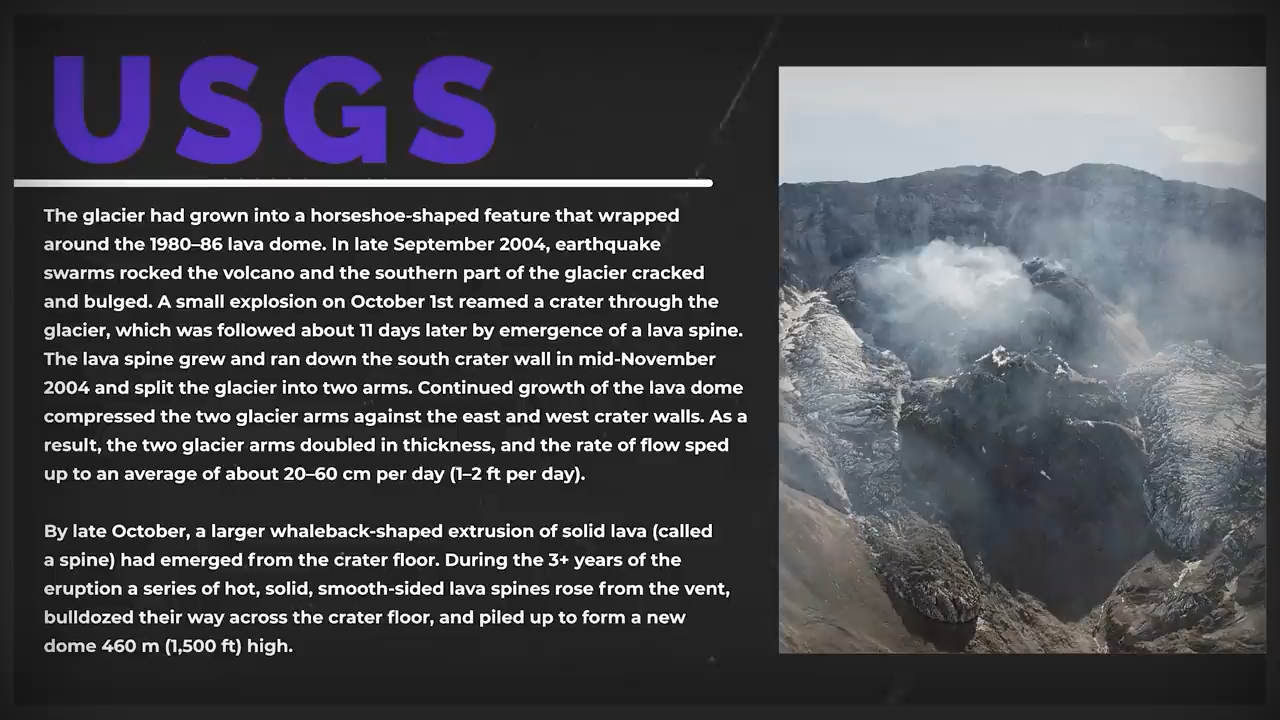 USGS
The glacier had grown into a horseshoe-shaped feature that wrapped
around the 1980–86 lava dome. In late September 2004, earthquake
swarms rocked the volcano and the southern part of the glacier cracked
and bulged. A small explosion on October 1st reamed a crater through the
glacier, which was followed about 11 days later by emergence of a lava spine.
The lava spine grew and ran down the south crater wall in mid-November
2004 and split the glacier into two arms. Continued growth of the lava dome
compressed the two glacier arms against the east and west crater walls. As a
result, the two glacier arms doubled in thickness, and the rate of flow sped
up to an average of about 20–60 cm per day (1–2 ft per day).
By late October, a larger whaleback-shaped extrusion of solid lava (called
a spine) had emerged from the crater floor. During the 3+ years of the
eruption a series of hot, solid, smooth-sided lava spines rose from the vent,
bulldozed their way across the crater floor, and piled up to form a new
dome 460 m (1,500 ft) high.